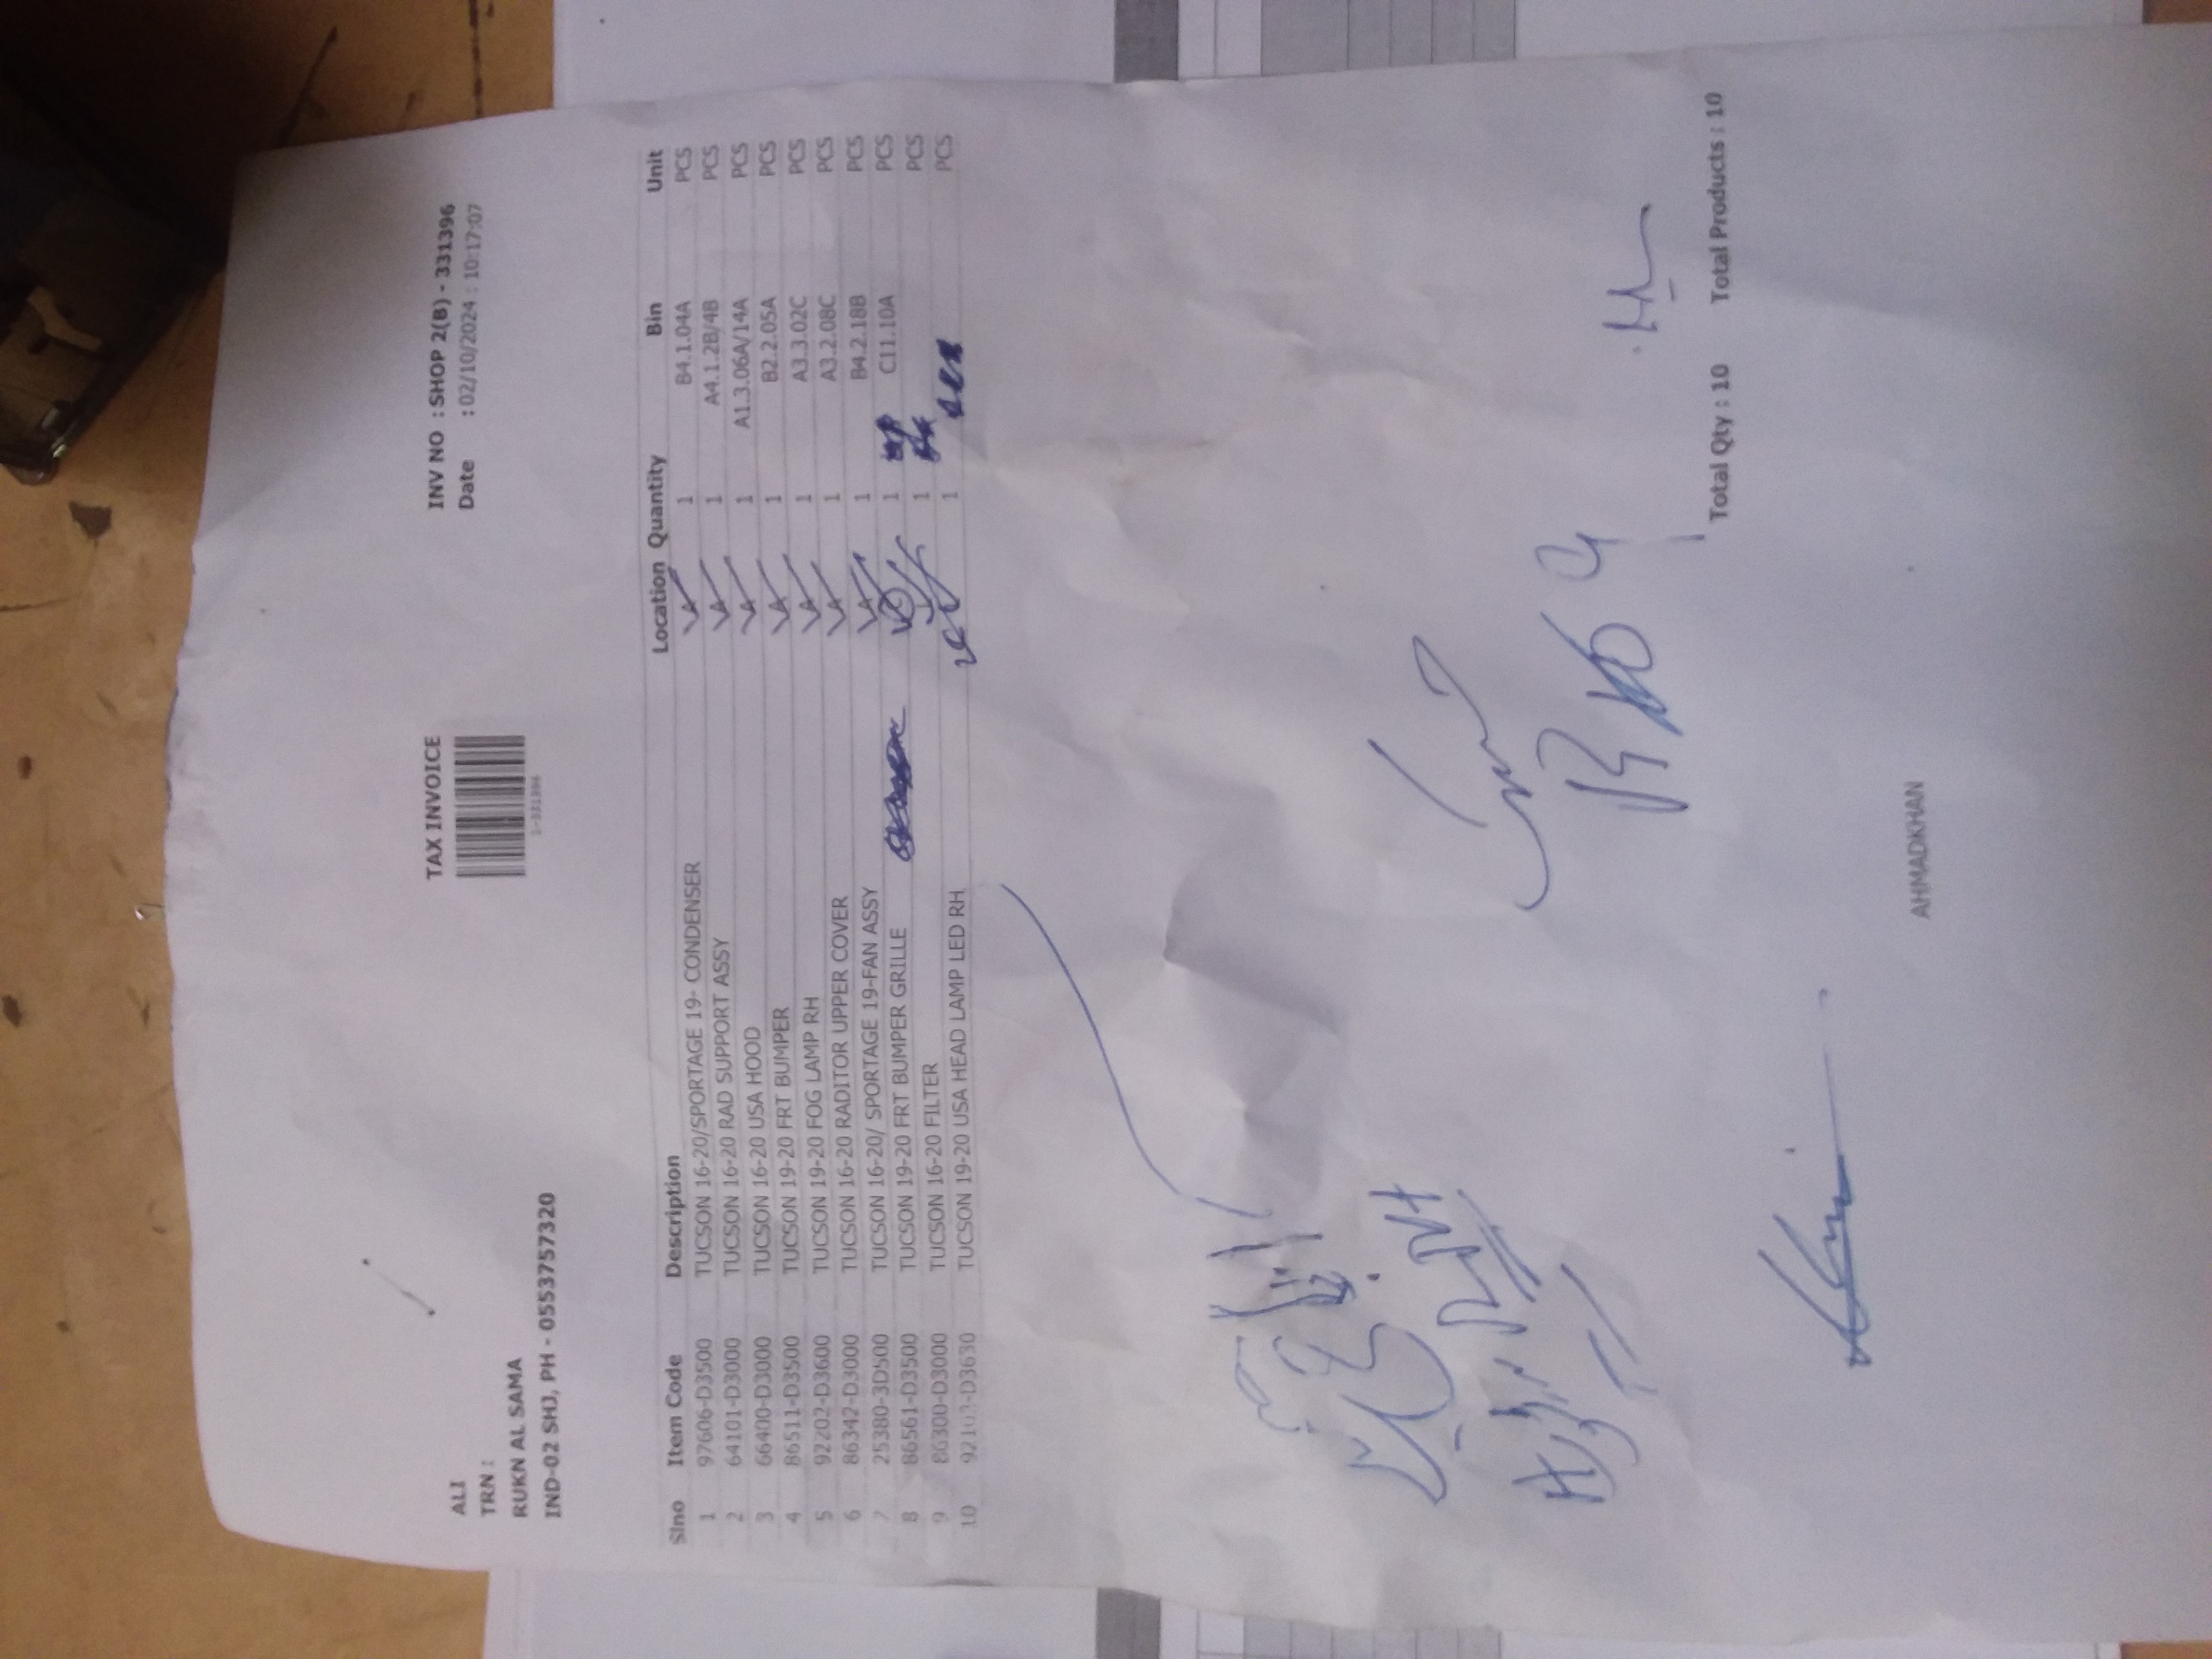 TAX INVOICE
ALI
INV NO : SHOP 2(B) - 331396
TRN :
Date : 02/10/2024 : 10:17:07
RUKN AL SAMA
1-331396
IND-02 SHJ, PH - 0553757320
Slno Item Code Description Location Quantity Bin Unit
1 97606-D3500 TUCSON 16-20/SPORTAGE 19- CONDENSER 1 B4.1.04A PCS
2 64101-D3000 TUCSON 16-20 RAD SUPPORT ASSY 1 A4.1.2B/4B PCS
3 66400-D3000 TUCSON 16-20 USA HOOD 1 A1.3.06A/14A PCS
4 86511-D3500 TUCSON 19-20 FRT BUMPER 1 B2.2.05A PCS
5 92202-D3600 TUCSON 19-20 FOG LAMP RH 1 A3.3.02C PCS
6 86342-D3000 TUCSON 16-20 RADITOR UPPER COVER 1 A3.2.08C PCS
7 25380-3D500 TUCSON 16-20/ SPORTAGE 19-FAN ASSY 1 B4.2.18B PCS
8 86561-D3500 TUCSON 19-20 FRT BUMPER GRILLE 1 C11.10A PCS
9 86300-D3000 TUCSON 16-20 FILTER 1 PCS
10 TUCSON 19-20 USA HEAD LAMP LED RH 1 PCS
Total Qty : 10 Total Products : 10
AHMADKHAN